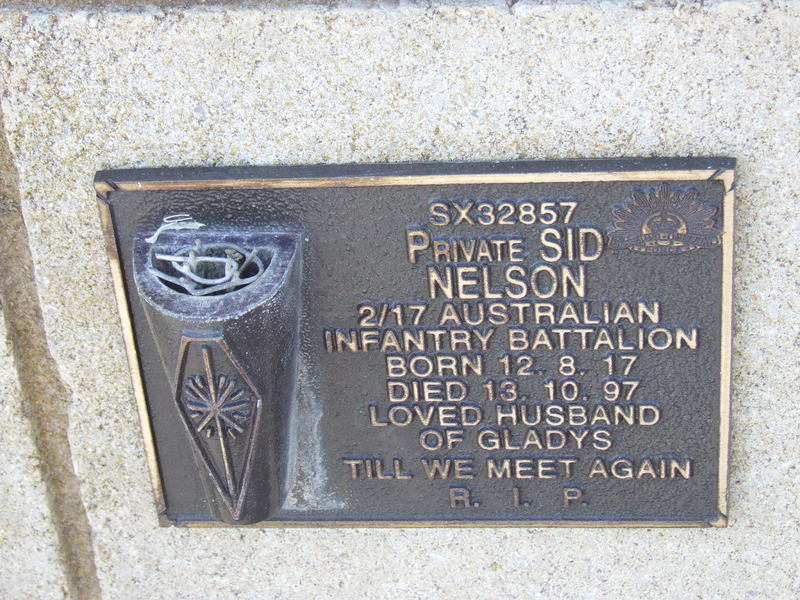 SX32857
PRIVATE SID
NELSON
2/17 AUSTRALIAN
INFANTRY BATTALION
BORN 12. 8. 17
DIED 13. 10. 97
LOVED HUSBAND
OF GLADYS
TILL WE MEET AGAIN
R. I. P.